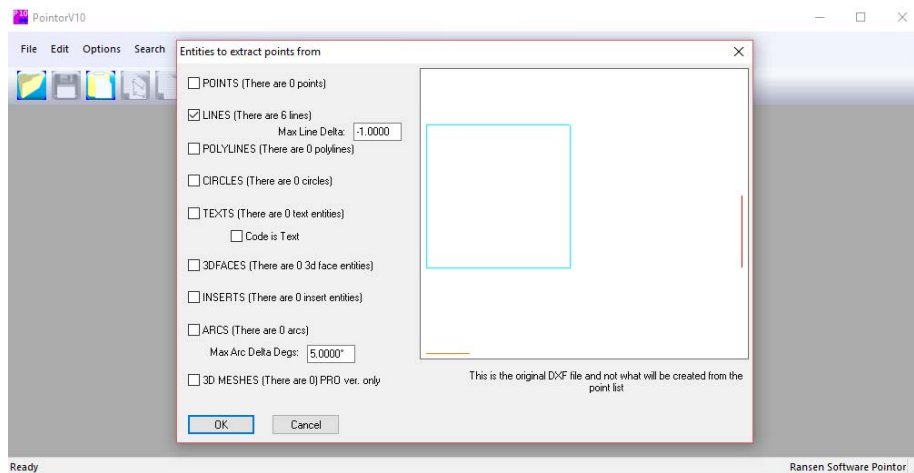 P10 PointorV10
File Edit Options Search
Entities to extract points from
POINTS (There are 0 points)
LINES (There are 6 lines)
Max Line Delta: -1.0000
POLYLINES (There are 0 polylines)
CIRCLES (There are 0 circles)
TEXTS (There are 0 text entities)
Code is Text
3DFACES (There are 0 3d face entities)
INSERTS (There are 0 insert entities)
ARCS (There are 0 arcs)
Max Arc Delta Degs: 5.0000°
3D MESHES (There are 0) PRO ver. only
This is the original DXF file and not what will be created from the
point list
OK Cancel
Ready Ransen Software Pointor